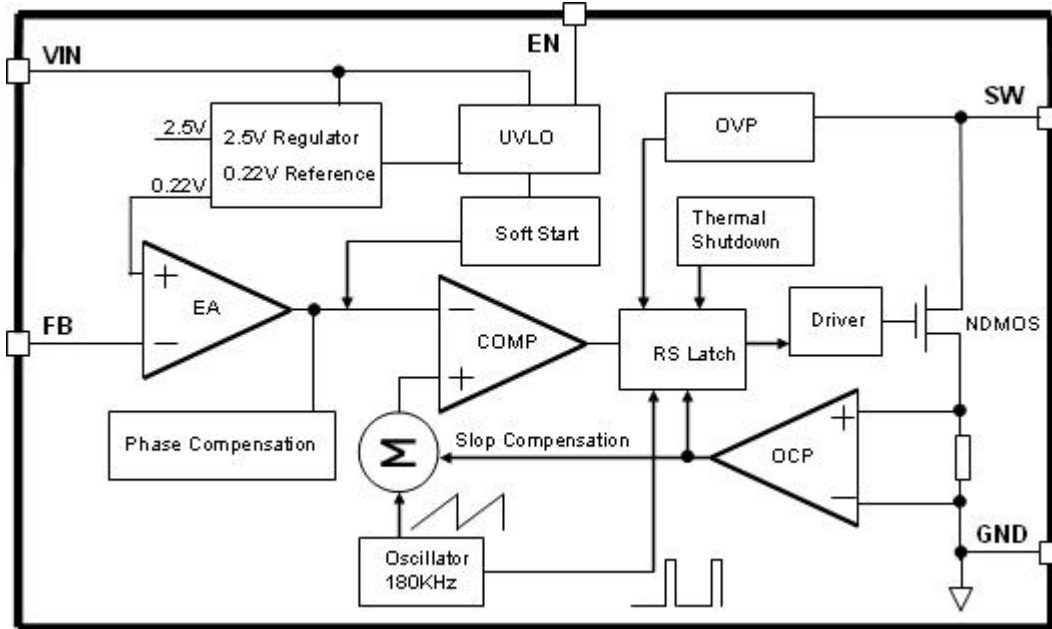 EN
VIN
SW
2.5V
2.5V Regulator
0.22V Reference
0.22V
UVLO
OVP
Soft Start
Thermal
Shutdown
+
EA
−
FB
−
COMP
+
RS Latch
Driver
NDMOS
Phase Compensation
Σ
Slop Compensation
+
OCP
−
GND
Oscillator
180KHz